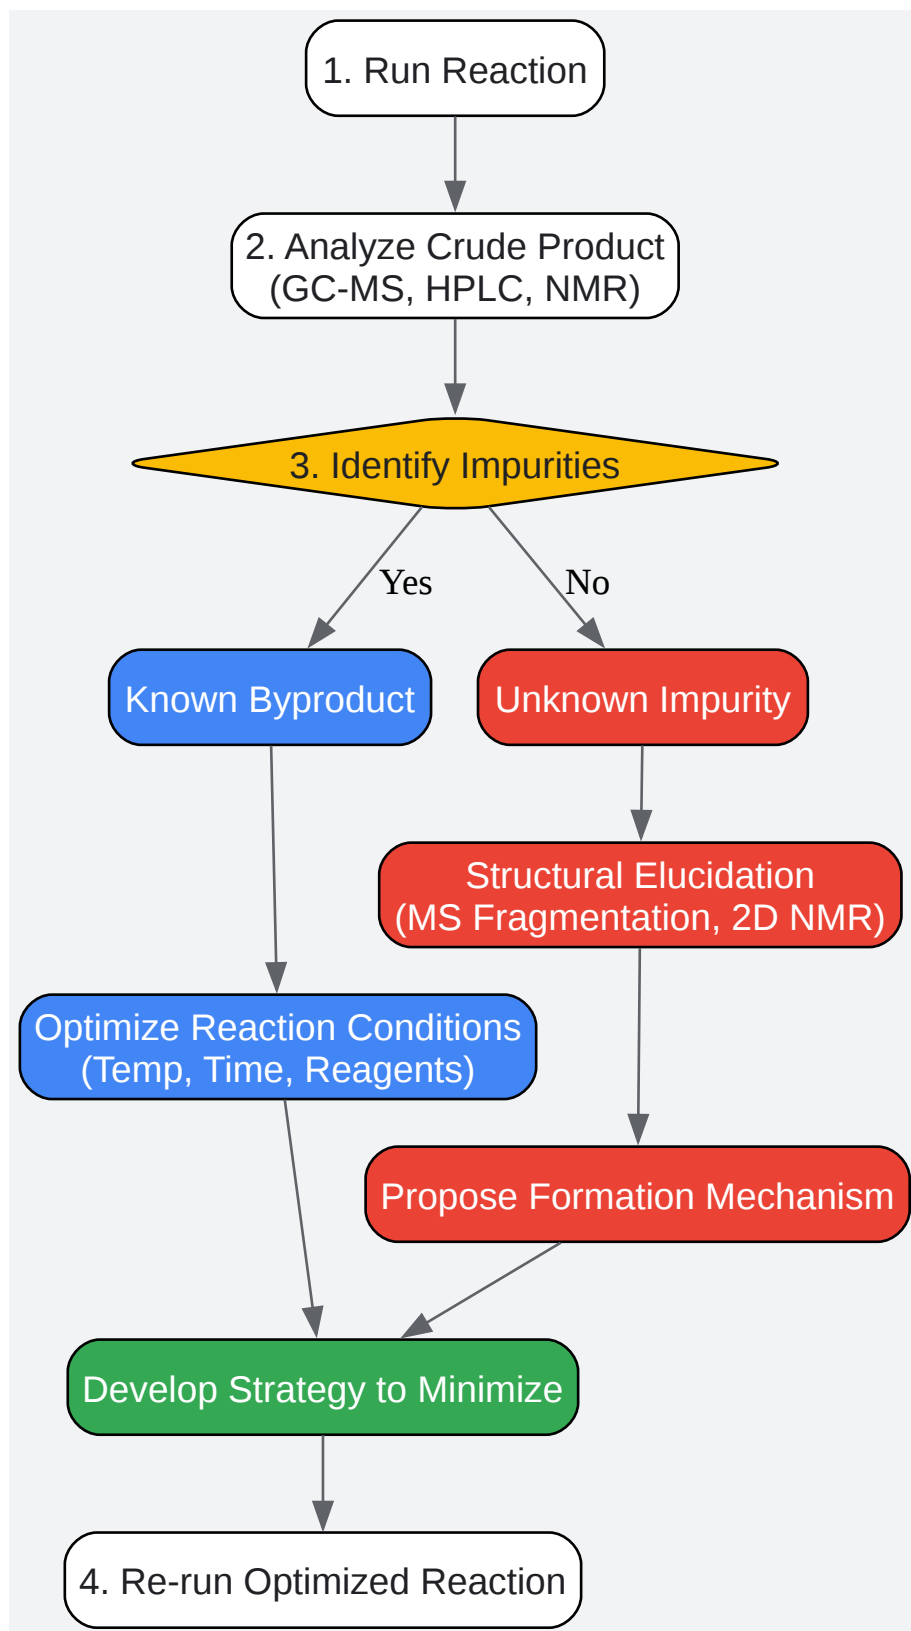 1. Run Reaction
2. Analyze Crude Product
(GC-MS, HPLC, NMR)
3. Identify Impurities
Yes
No
Known Byproduct
Unknown Impurity
Structural Elucidation
(MS Fragmentation, 2D NMR)
Optimize Reaction Conditions
(Temp, Time, Reagents)
Propose Formation Mechanism
Develop Strategy to Minimize
4. Re-run Optimized Reaction